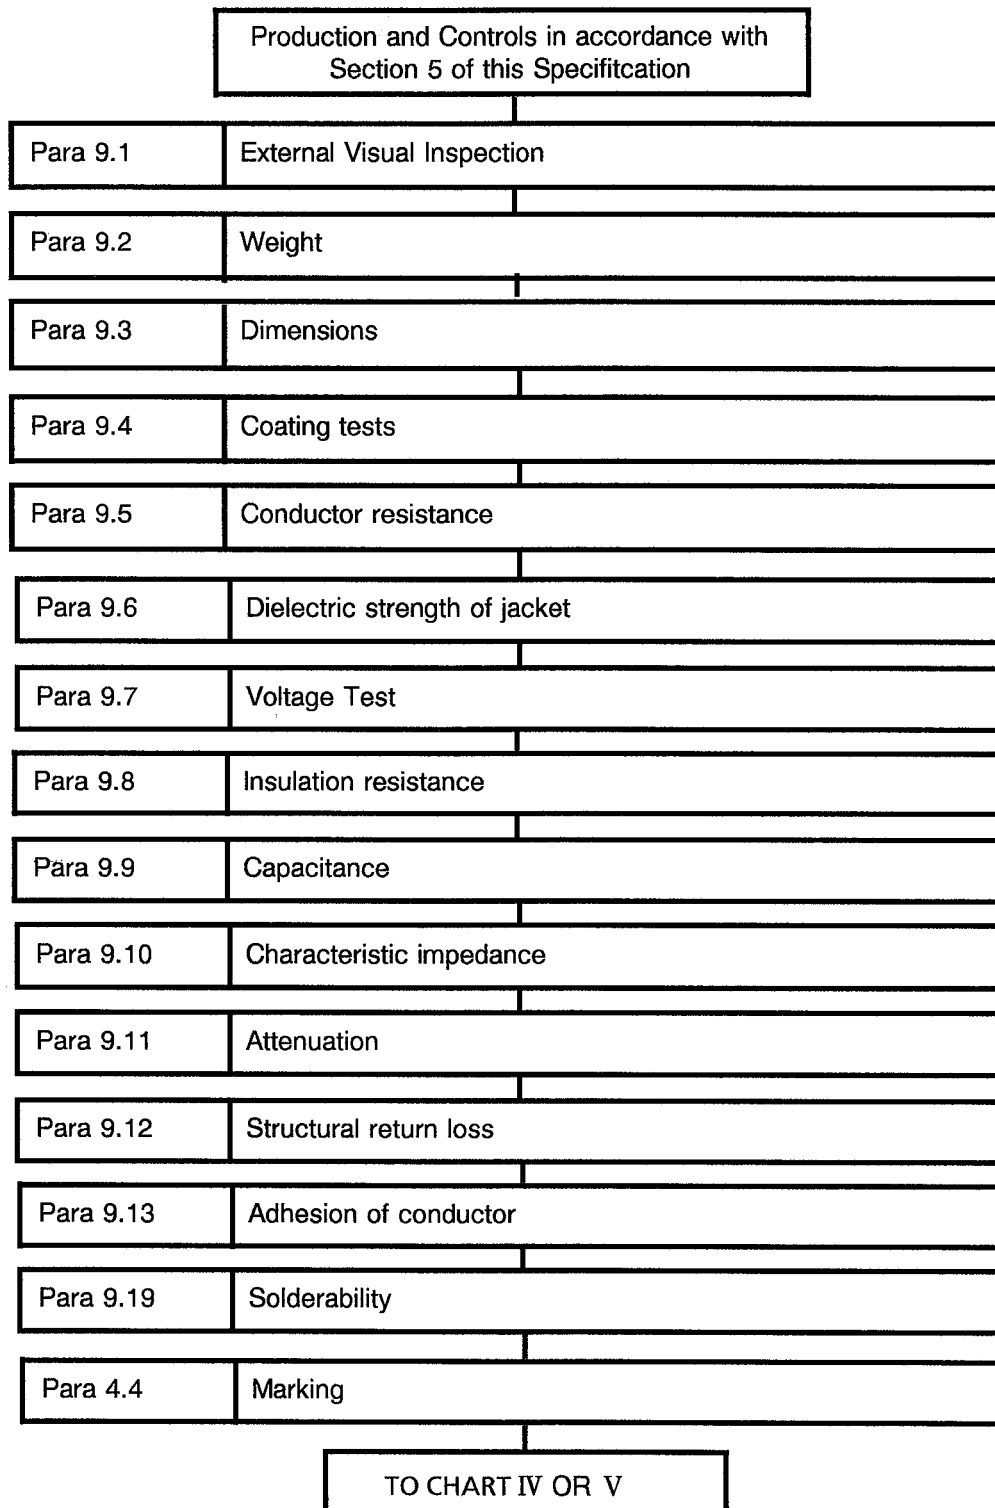 Production and Controls in accordance with
Section 5 of this Specifitcation
Para 9.1 External Visual Inspection
Para 9.2 Weight
Para 9.3 Dimensions
Para 9.4 Coating tests
Para 9.5 Conductor resistance
Para 9.6 Dielectric strength of jacket
Para 9.7 Voltage Test
Para 9.8 Insulation resistance
Para 9.9 Capacitance
Para 9.10 Characteristic impedance
Para 9.11 Attenuation
Para 9.12 Structural return loss
Para 9.13 Adhesion of conductor
Para 9.19 Solderability
Para 4.4 Marking
TO CHART IV OR V